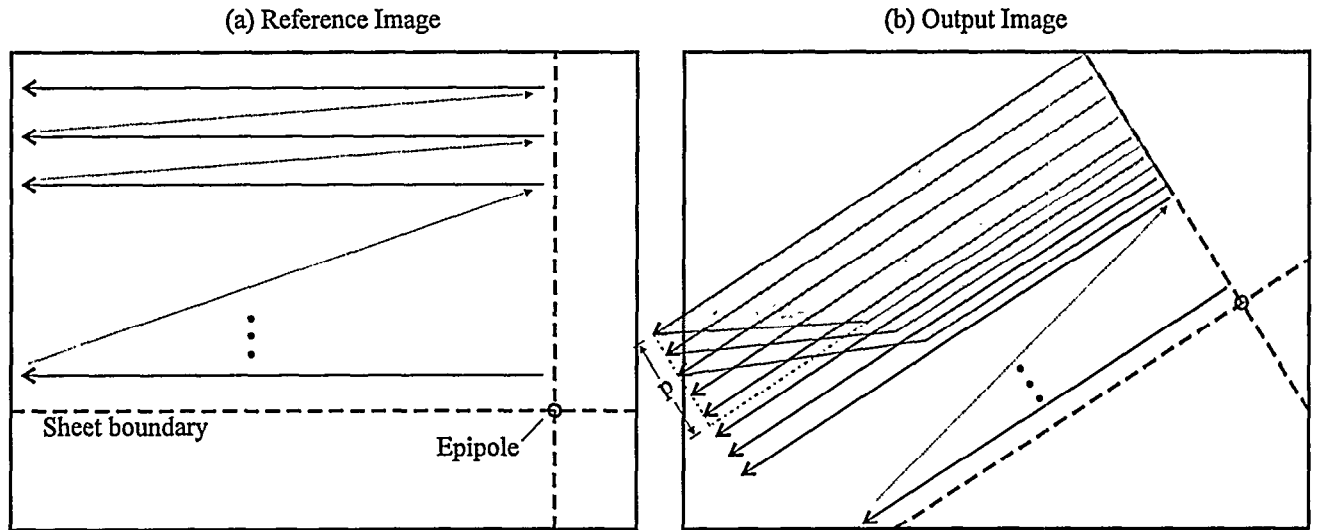 (a) Reference Image
(b) Output Image
Sheet boundary
Epipole
p